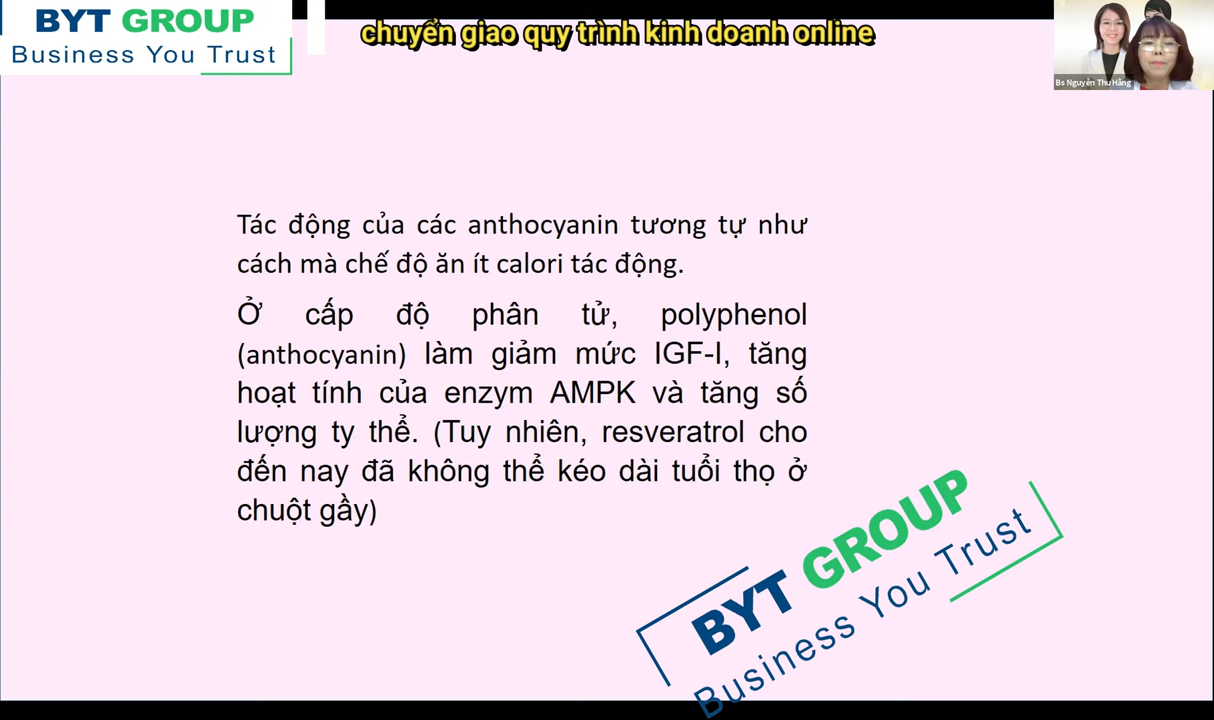 BYT GROUP
Business You Trust
chuyển giao quy trình kinh doanh online
Bs Nguyễn Thu Hằng
Tác động của các anthocyanin tương tự như
cách mà chế độ ăn ít calori tác động.
Ở cấp độ phân tử, polyphenol
(anthocyanin) làm giảm mức IGF-I, tăng
hoạt tính của enzym AMPK và tăng số
lượng ty thể. (Tuy nhiên, resveratrol cho
đến nay đã không thể kéo dài tuổi thọ ở
chuột gầy)
BYT GROUP
Business You Trust